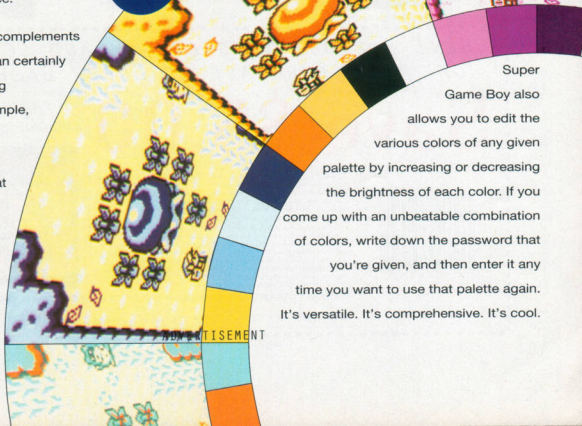 ce.
complements
an certainly
g
mple,
at
Super
Game Boy also
allows you to edit the
various colors of any given
palette by increasing or decreasing
the brightness of each color. If you
come up with an unbeatable combination
of colors, write down the password that
you're given, and then enter it any
time you want to use that palette again.
It's versatile. It's comprehensive. It's cool.
ADVERTISEMENT